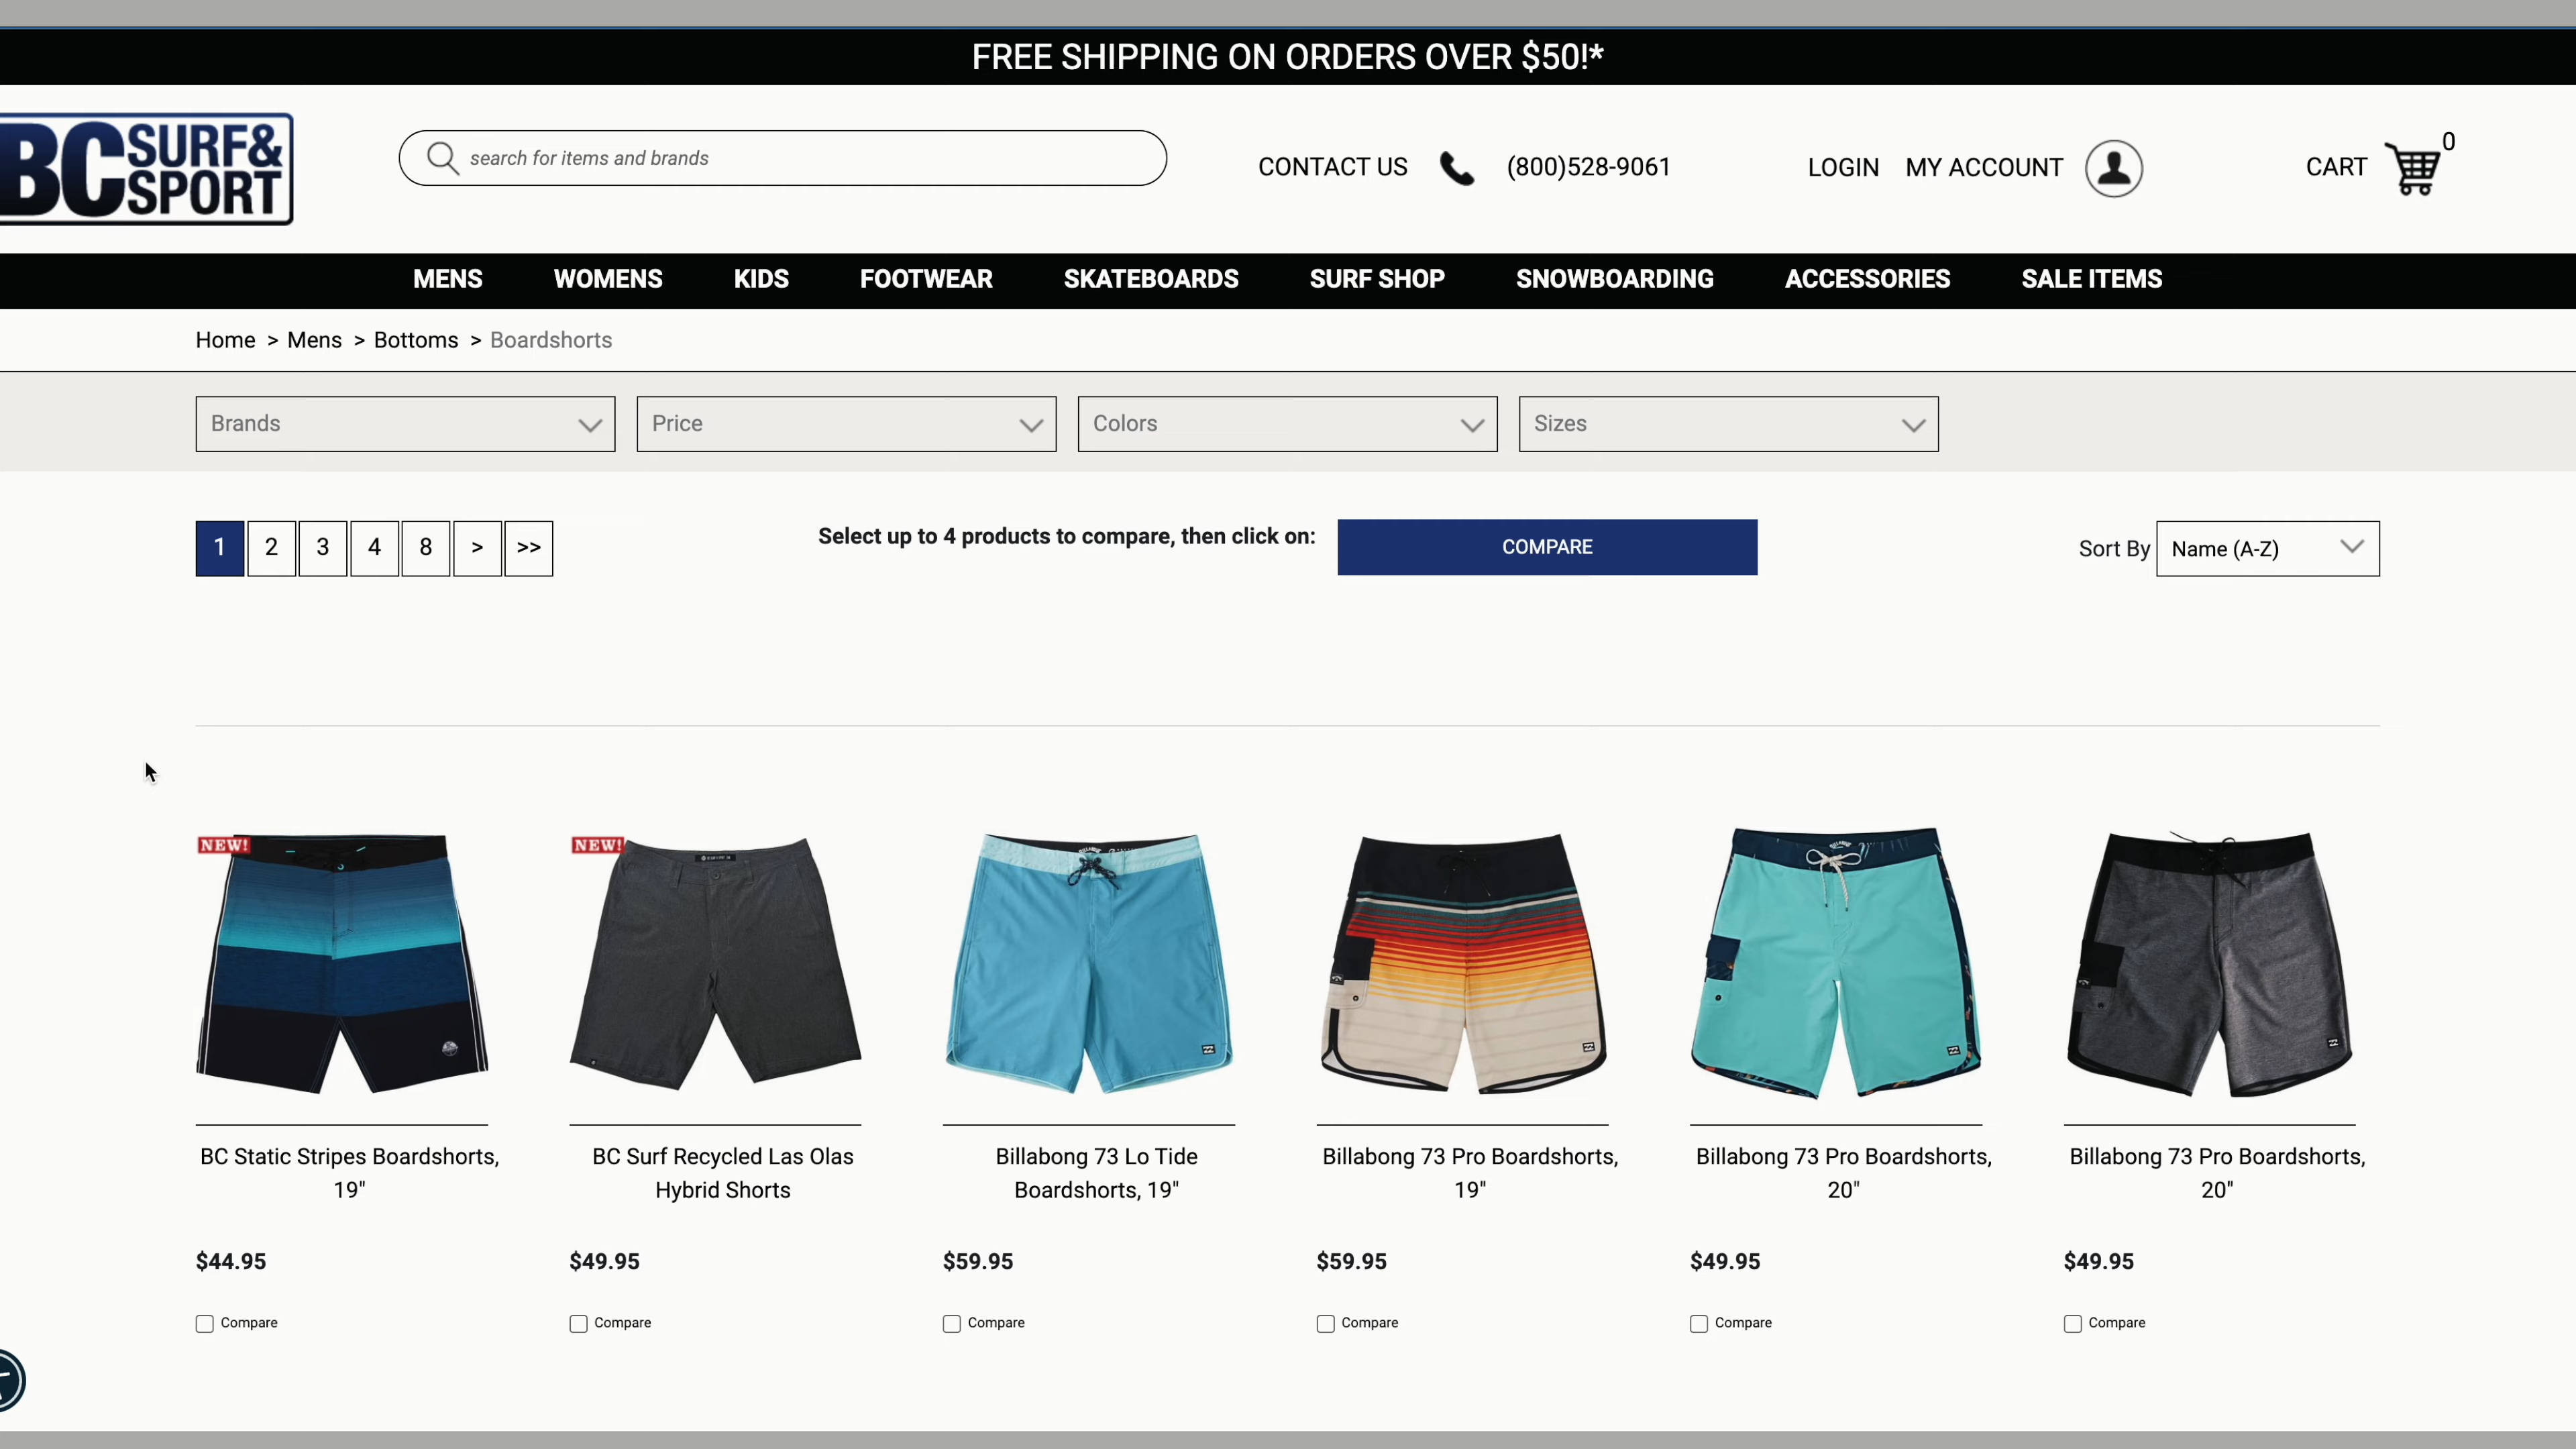 FREE SHIPPING ON ORDERS OVER $50!*
BC SURF& SPORT
search for items and brands
CONTACT US
(800)528-9061
LOGIN
MY ACCOUNT
CART
0
MENS
WOMENS
KIDS
FOOTWEAR
SKATEBOARDS
SURF SHOP
SNOWBOARDING
ACCESSORIES
SALE ITEMS
Home > Mens > Bottoms > Boardshorts
Brands
Price
Colors
Sizes
1 2 3 4 8 > >>
Select up to 4 products to compare, then click on:
COMPARE
Sort By
Name (A-Z)
NEW!
BC Static Stripes Boardshorts,
19"
$44.95
Compare
NEW!
BC Surf Recycled Las Olas
Hybrid Shorts
$49.95
Compare
Billabong 73 Lo Tide
Boardshorts, 19"
$59.95
Compare
Billabong 73 Pro Boardshorts,
19"
$59.95
Compare
Billabong 73 Pro Boardshorts,
20"
$49.95
Compare
Billabong 73 Pro Boardshorts,
20"
$49.95
Compare